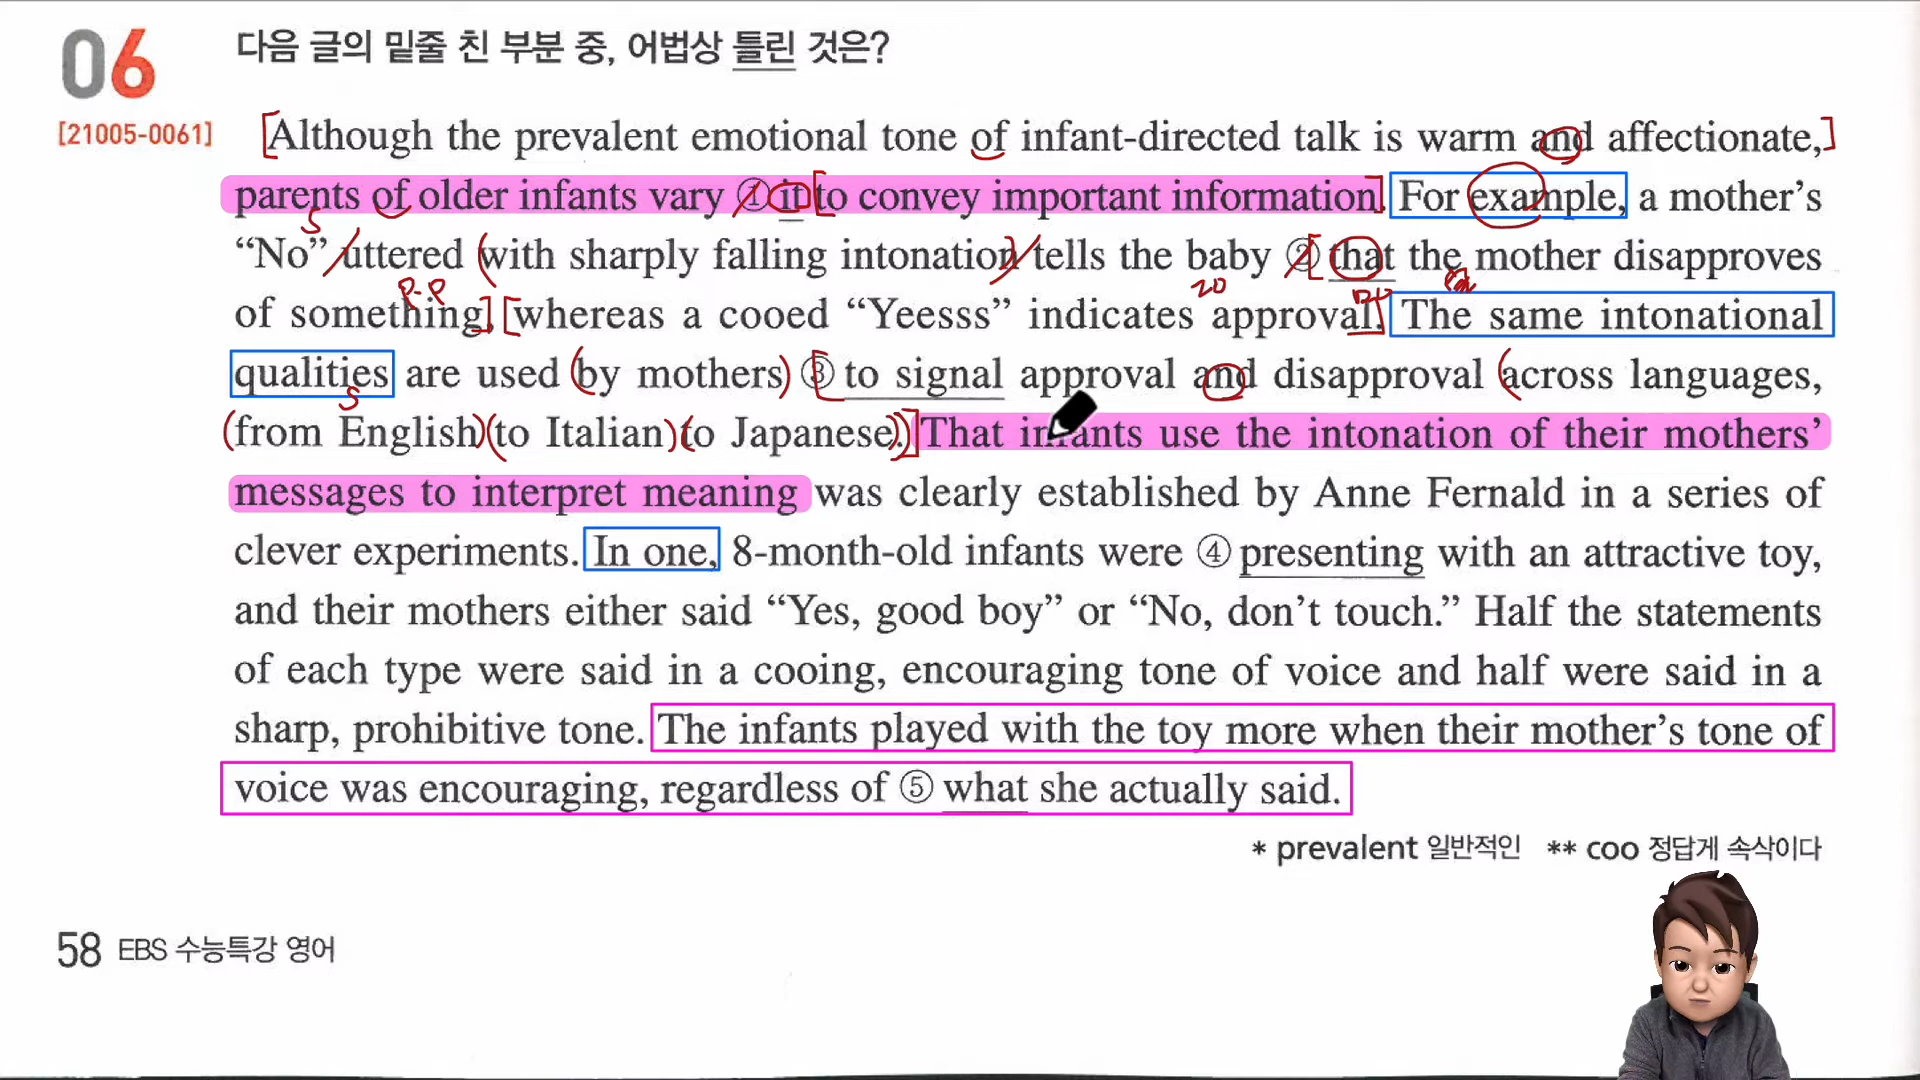 06
다음 글의 밑줄 친 부분 중, 어법상 틀린 것은?
[21005-0061]
Although the prevalent emotional tone of infant-directed talk is warm and affectionate,
parents of older infants vary ① it to convey important information. For example, a mother's
S
“No” uttered with sharply falling intonation tells the baby ② that the mother disapproves
P.P
of something, whereas a cooed “Yeesss” indicates approval. The same intonational
qualities are used by mothers ③ to signal approval and disapproval across languages,
S
from English to Italian to Japanese. That infants use the intonation of their mothers'
messages to interpret meaning was clearly established by Anne Fernald in a series of
clever experiments. In one, 8-month-old infants were ④ presenting with an attractive toy,
and their mothers either said “Yes, good boy” or “No, don't touch.” Half the statements
of each type were said in a cooing, encouraging tone of voice and half were said in a
sharp, prohibitive tone. The infants played with the toy more when their mother's tone of
voice was encouraging, regardless of ⑤ what she actually said.
* prevalent 일반적인 ** coo 정답게 속삭이다
58 EBS 수능특강 영어